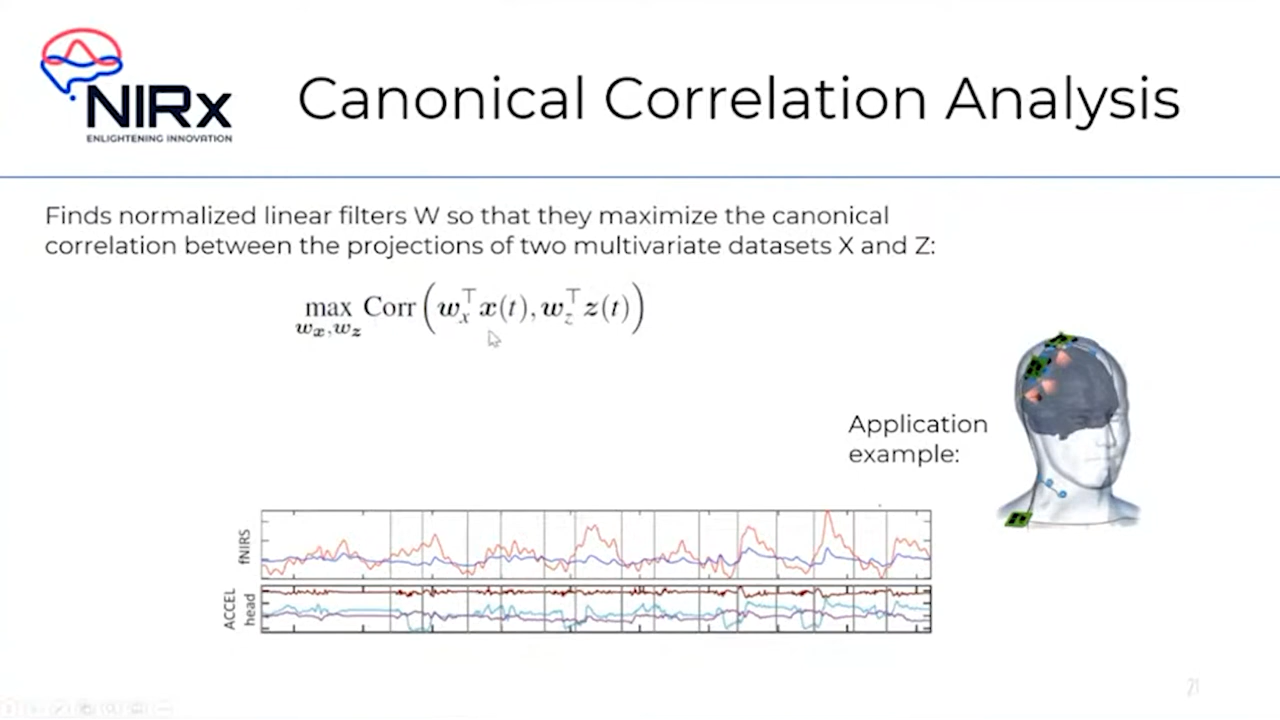 NIRx
ENLIGHTENING INNOVATION
Canonical Correlation Analysis
Finds normalized linear filters W so that they maximize the canonical
correlation between the projections of two multivariate datasets X and Z:
max Corr (w_x^⊤ x(t), w_z^⊤ z(t))
w_x, w_z
Application
example:
fNIRS
ACCEL
head
21